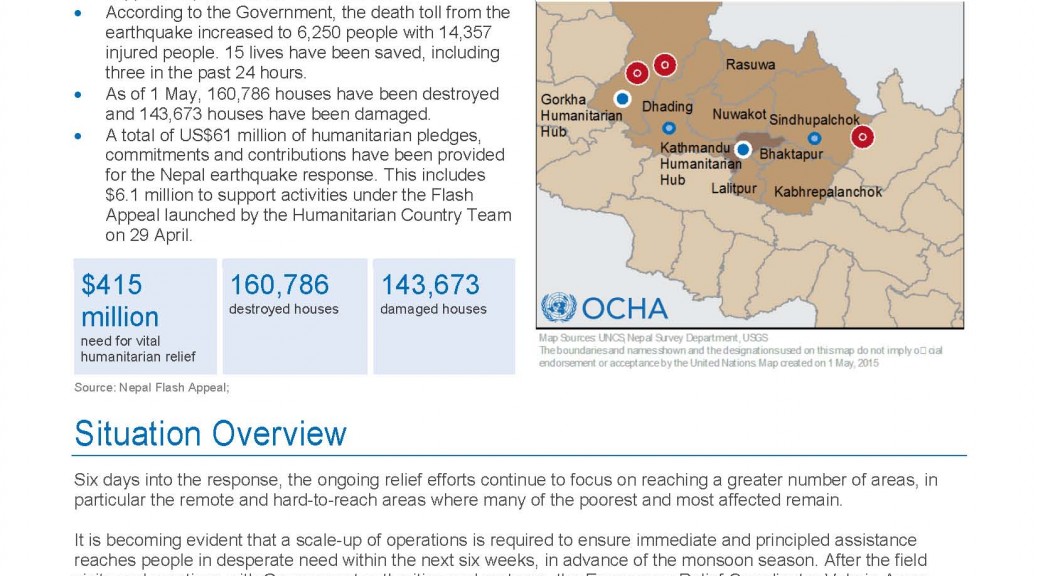 • According to the Government, the death toll from the
earthquake increased to 6,250 people with 14,357
injured people. 15 lives have been saved, including
three in the past 24 hours.
• As of 1 May, 160,786 houses have been destroyed
and 143,673 houses have been damaged.
• A total of US$61 million of humanitarian pledges,
commitments and contributions have been provided
for the Nepal earthquake response. This includes
$6.1 million to support activities under the Flash
Appeal launched by the Humanitarian Country Team
on 29 April.
$415
million
need for vital
humanitarian relief
160,786
destroyed houses
143,673
damaged houses
Source: Nepal Flash Appeal;
Rasuwa
Gorkha
Humanitarian
Hub
Dhading
Nuwakot
Sindhupalchok
Kathmandu
Humanitarian
Hub
Bhaktapur
Lalitpur
Kabhrepalanchok
OCHA
Map Sources: UNCS, Nepal Survey Department, USGS
The boundaries and names shown and the designations used on this map do not imply o□cial
endorsement or acceptance by the United Nations. Map created on 1 May, 2015
Situation Overview
Six days into the response, the ongoing relief efforts continue to focus on reaching a greater number of areas, in
particular the remote and hard-to-reach areas where many of the poorest and most affected remain.
It is becoming evident that a scale-up of operations is required to ensure immediate and principled assistance
reaches people in desperate need within the next six weeks, in advance of the monsoon season. After the field